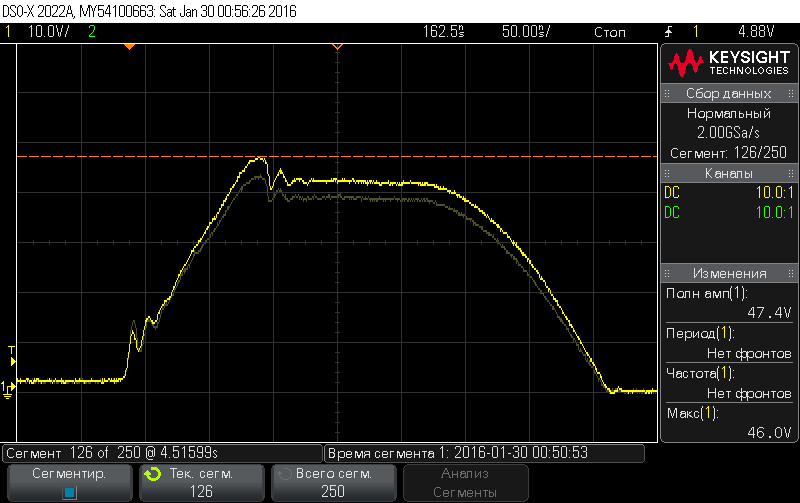 DSO-X 2022A, MY54100663: Sat Jan 30 00:56:26 2016
1 10.0V/ 2 162.5s 50.00s/ Стоп 1 4.88V
KEYSIGHT
TECHNOLOGIES
Сбор данных
Нормальный
2.00GSa/s
Сегмент: 126/250
Каналы
DC 10.0:1
DC 10.0:1
Изменения
Полн амп(1):
47.4V
Период(1):
Нет фронтов
Частота(1):
Нет фронтов
Макс(1):
46.0V
T
1
Сегмент 126 of 250 @ 4.51599s
Время сегмента 1: 2016-01-30 00:50:53
Сегментир.
Тек. сегм.
126
Всего сегм.
250
Анализ
Сегменты